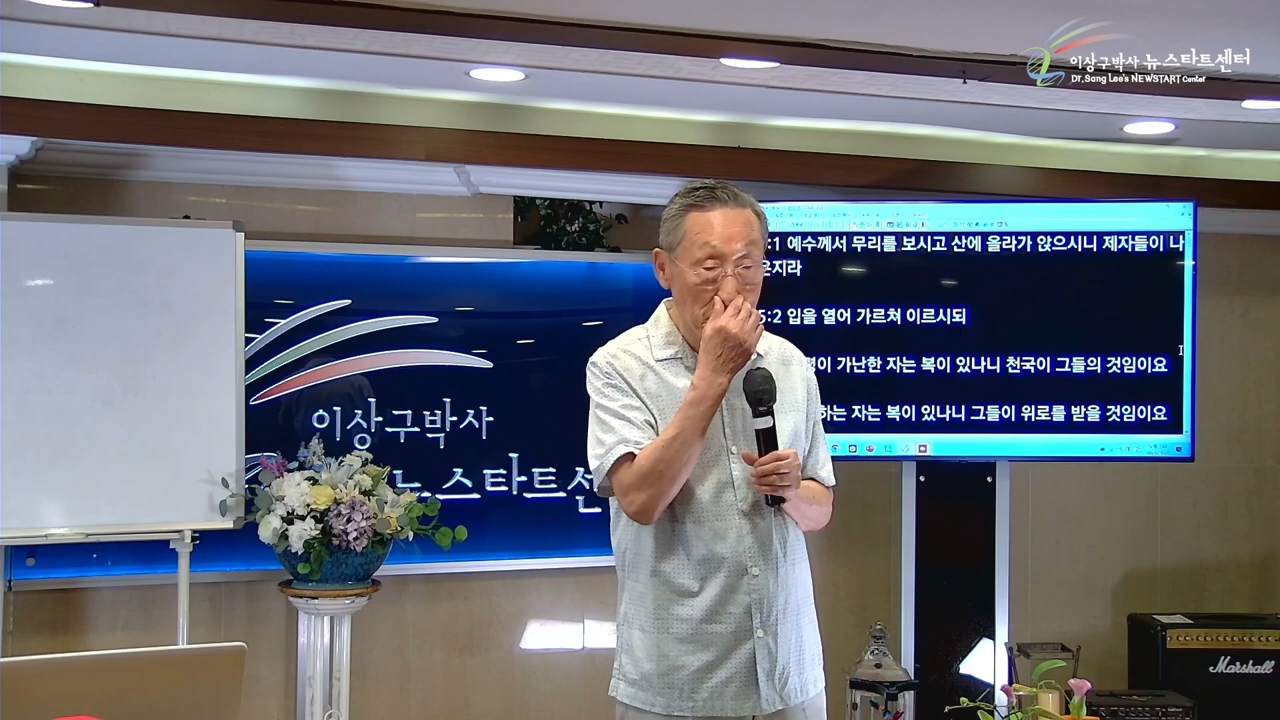 이상구박사 뉴스타트센터
Dr. Sang Lee's NEWSTART Center
:1 예수께서 무리를 보시고 산에 올라가 앉으시니 제자들이 나
온지라
5:2 입을 열어 가르쳐 이르시되
이 가난한 자는 복이 있나니 천국이 그들의 것임이요
하는 자는 복이 있나니 그들이 위로를 받을 것임이요
이상구박사
뉴스타트센
Marshall